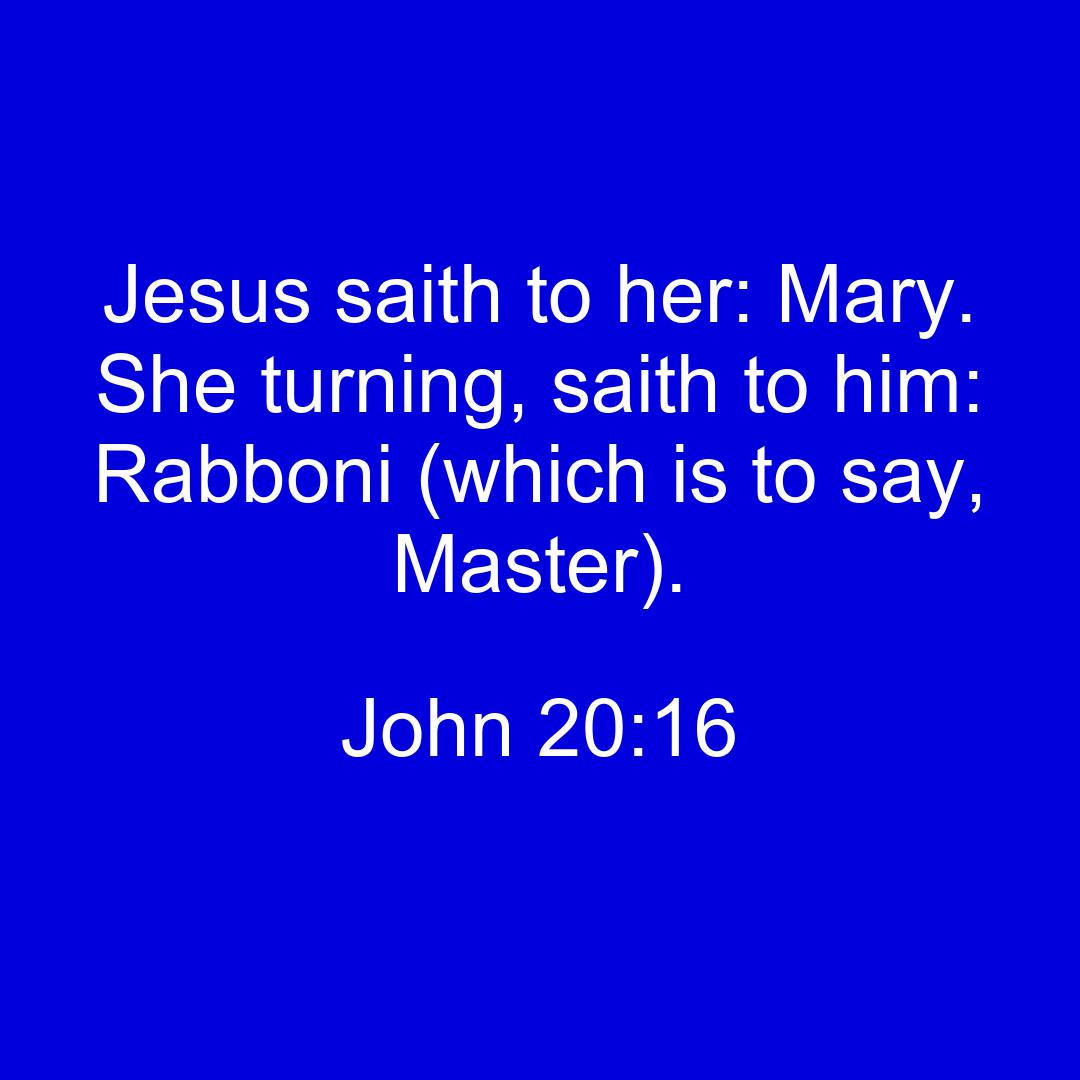 Jesus saith to her: Mary.
She turning, saith to him:
Rabboni (which is to say,
Master).
John 20:16